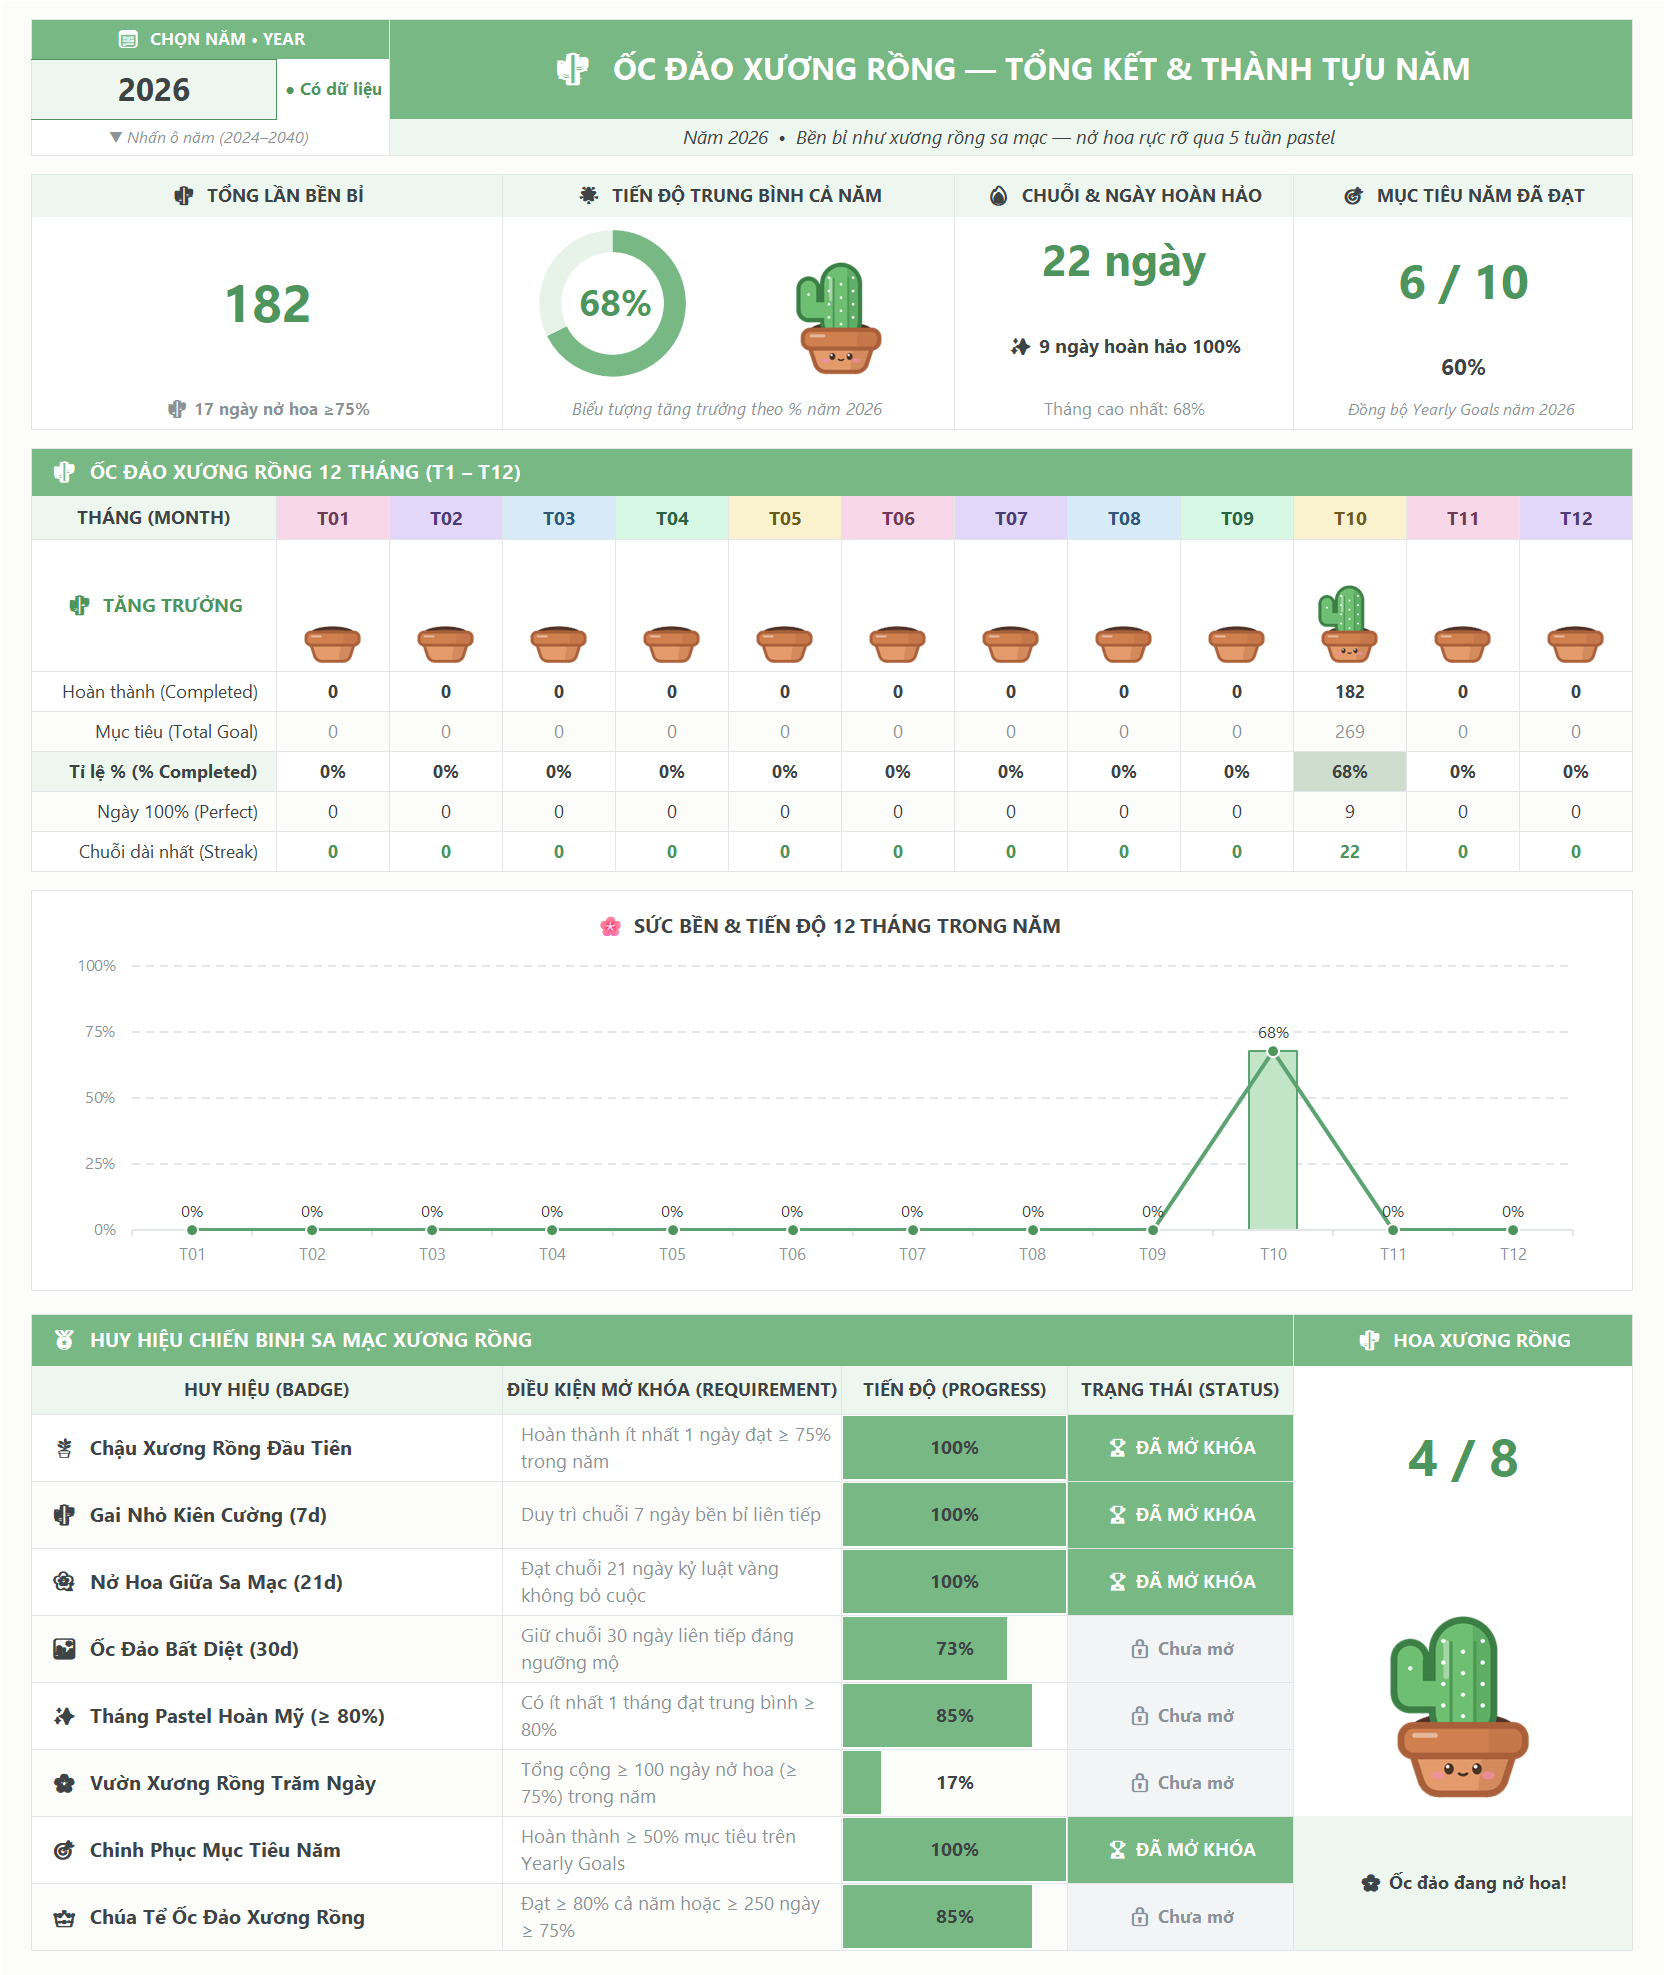 CHỌN NĂM • YEAR
2026
● Có dữ liệu
▼ Nhấn ô năm (2024–2040)
ỐC ĐẢO XƯƠNG RỒNG — TỔNG KẾT & THÀNH TỰU NĂM
Năm 2026 • Bền bỉ như xương rồng sa mạc — nở hoa rực rỡ qua 5 tuần pastel
TỔNG LẦN BỀN BỈ
182
17 ngày nở hoa ≥75%
TIẾN ĐỘ TRUNG BÌNH CẢ NĂM
68%
Biểu tượng tăng trưởng theo % năm 2026
CHUỖI & NGÀY HOÀN HẢO
22 ngày
9 ngày hoàn hảo 100%
Tháng cao nhất: 68%
MỤC TIÊU NĂM ĐÃ ĐẠT
6 / 10
60%
Đồng bộ Yearly Goals năm 2026
ỐC ĐẢO XƯƠNG RỒNG 12 THÁNG (T1 – T12)
THÁNG (MONTH) T01 T02 T03 T04 T05 T06 T07 T08 T09 T10 T11 T12
TĂNG TRƯỞNG
Hoàn thành (Completed) 0 0 0 0 0 0 0 0 0 182 0 0
Mục tiêu (Total Goal) 0 0 0 0 0 0 0 0 0 269 0 0
Tỉ lệ % (% Completed) 0% 0% 0% 0% 0% 0% 0% 0% 0% 68% 0% 0%
Ngày 100% (Perfect) 0 0 0 0 0 0 0 0 0 9 0 0
Chuỗi dài nhất (Streak) 0 0 0 0 0 0 0 0 0 22 0 0
SỨC BỀN & TIẾN ĐỘ 12 THÁNG TRONG NĂM
100%
75%
68%
50%
25%
0% 0% 0% 0% 0% 0% 0% 0% 0% 0% 0%
0%
T01 T02 T03 T04 T05 T06 T07 T08 T09 T10 T11 T12
HUY HIỆU CHIẾN BINH SA MẠC XƯƠNG RỒNG
HUY HIỆU (BADGE) ĐIỀU KIỆN MỞ KHÓA (REQUIREMENT) TIẾN ĐỘ (PROGRESS) TRẠNG THÁI (STATUS)
Chậu Xương Rồng Đầu Tiên
Hoàn thành ít nhất 1 ngày đạt ≥ 75%
trong năm
100%
ĐÃ MỞ KHÓA
Gai Nhỏ Kiên Cường (7d)
Duy trì chuỗi 7 ngày bền bỉ liên tiếp
100%
ĐÃ MỞ KHÓA
Nở Hoa Giữa Sa Mạc (21d)
Đạt chuỗi 21 ngày kỷ luật vàng
không bỏ cuộc
100%
ĐÃ MỞ KHÓA
Ốc Đảo Bất Diệt (30d)
Giữ chuỗi 30 ngày liên tiếp đáng
ngưỡng mộ
73%
Chưa mở
Tháng Pastel Hoàn Mỹ (≥ 80%)
Có ít nhất 1 tháng đạt trung bình ≥
80%
85%
Chưa mở
Vườn Xương Rồng Trăm Ngày
Tổng cộng ≥ 100 ngày nở hoa (≥
75%) trong năm
17%
Chưa mở
Chinh Phục Mục Tiêu Năm
Hoàn thành ≥ 50% mục tiêu trên
Yearly Goals
100%
ĐÃ MỞ KHÓA
Chúa Tể Ốc Đảo Xương Rồng
Đạt ≥ 80% cả năm hoặc ≥ 250 ngày
≥ 75%
85%
Chưa mở
HOA XƯƠNG RỒNG
4 / 8
Ốc đảo đang nở hoa!